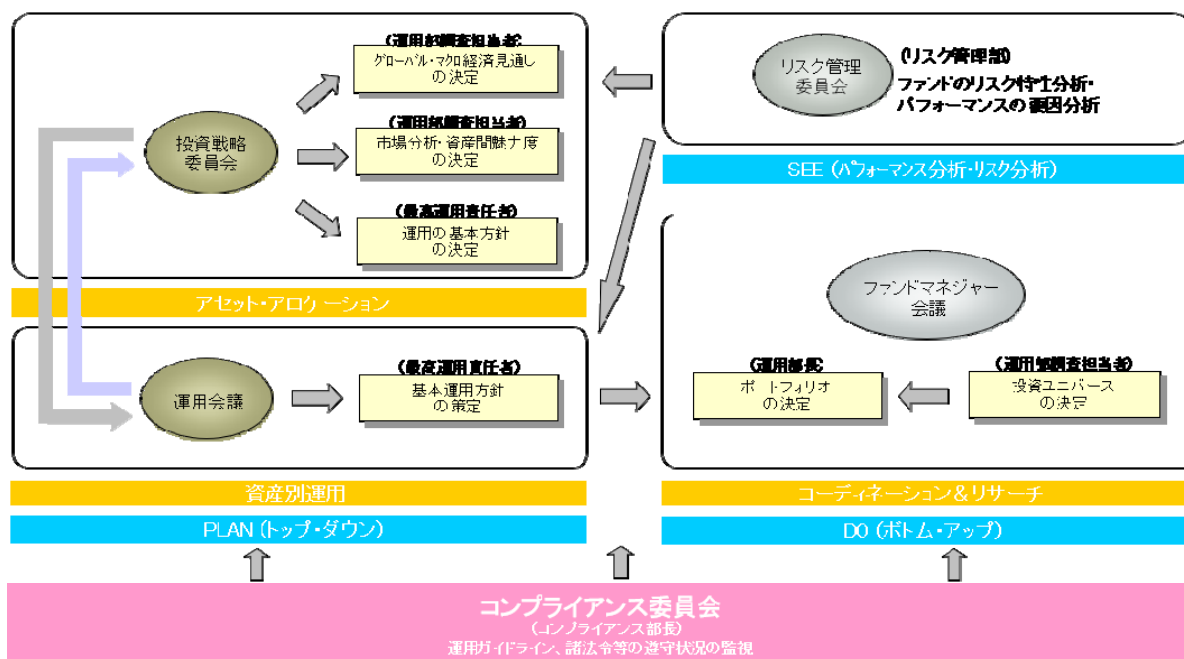 (運用部調査担当者)
グローバル・マクロ経済見通し
の決定
投資戦略
委員会
(運用部調査担当者)
市場分析・資産間魅力度
の決定
(最高運用責任者)
運用の基本方針
の決定
アセット・アロケーション
リスク管理
委員会
(リスク管理部)
ファンドのリスク特性分析・
パフォーマンスの要因分析
SEE (パフォーマンス分析・リスク分析)
運用会議
(最高運用責任者)
基本運用方針
の策定
資産別運用
PLAN (トップ・ダウン)
ファンドマネジャー
会議
(運用部長)
ポートフォリオ
の決定
(運用部調査担当者)
投資ユニバース
の決定
コーディネーション&リサーチ
DO (ボトム・アップ)
コンプライアンス委員会
(コンプライアンス部長)
運用ガイドライン、諸法令等の遵守状況の監視